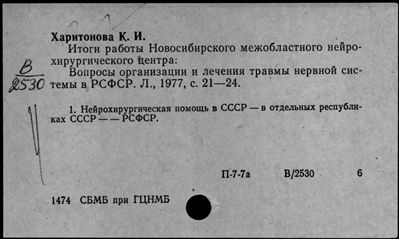 Харитонова К. И.
Итоги работы Новосибирского межобластного нейро-
хирургического центра:
В
2530
Вопросы организации и лечения травмы нервной сис-
темы в РСФСР. Л., 1977, с. 21—24.
1. Нейрохирургическая помощь в СССР — в отдельных республи-
ках СССР — — РСФСР.
П-7-7а В/2530 6
1474 СБМБ при ГЦНМБ